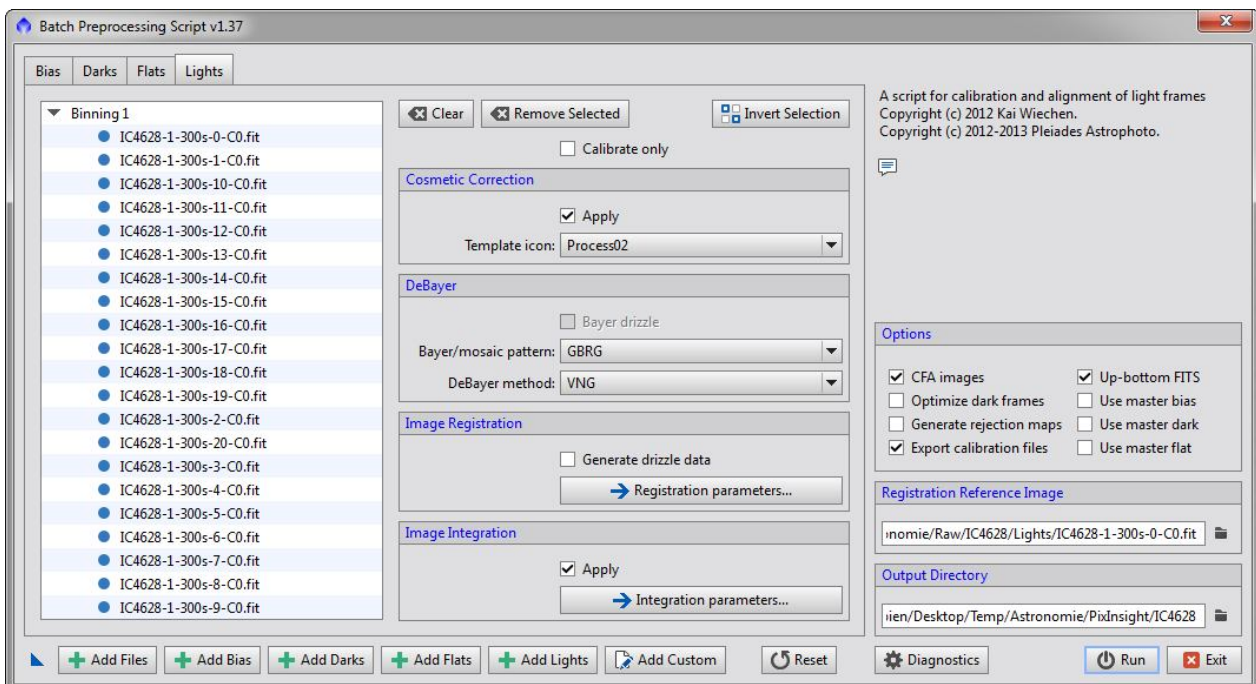 Batch Preprocessing Script v1.37
Bias Darks Flats Lights
Binning 1
IC4628-1-300s-0-C0.fit
IC4628-1-300s-1-C0.fit
IC4628-1-300s-10-C0.fit
IC4628-1-300s-11-C0.fit
IC4628-1-300s-12-C0.fit
IC4628-1-300s-13-C0.fit
IC4628-1-300s-14-C0.fit
IC4628-1-300s-15-C0.fit
IC4628-1-300s-16-C0.fit
IC4628-1-300s-17-C0.fit
IC4628-1-300s-18-C0.fit
IC4628-1-300s-19-C0.fit
IC4628-1-300s-2-C0.fit
IC4628-1-300s-20-C0.fit
IC4628-1-300s-3-C0.fit
IC4628-1-300s-4-C0.fit
IC4628-1-300s-5-C0.fit
IC4628-1-300s-6-C0.fit
IC4628-1-300s-7-C0.fit
IC4628-1-300s-8-C0.fit
IC4628-1-300s-9-C0.fit
Clear Remove Selected Invert Selection
Calibrate only
Cosmetic Correction
Apply
Template icon: Process02
DeBayer
Bayer drizzle
Bayer/mosaic pattern: GBRG
DeBayer method: VNG
Image Registration
Generate drizzle data
Registration parameters...
Image Integration
Apply
Integration parameters...
A script for calibration and alignment of light frames
Copyright (c) 2012 Kai Wiechen.
Copyright (c) 2012-2013 Pleiades Astrophoto.
Options
CFA images Up-bottom FITS
Optimize dark frames Use master bias
Generate rejection maps Use master dark
Export calibration files Use master flat
Registration Reference Image
nomie/Raw/IC4628/Lights/IC4628-1-300s-0-C0.fit
Output Directory
ien/Desktop/Temp/Astronomie/PixInsight/IC4628
Add Files Add Bias Add Darks Add Flats Add Lights Add Custom Reset Diagnostics Run Exit